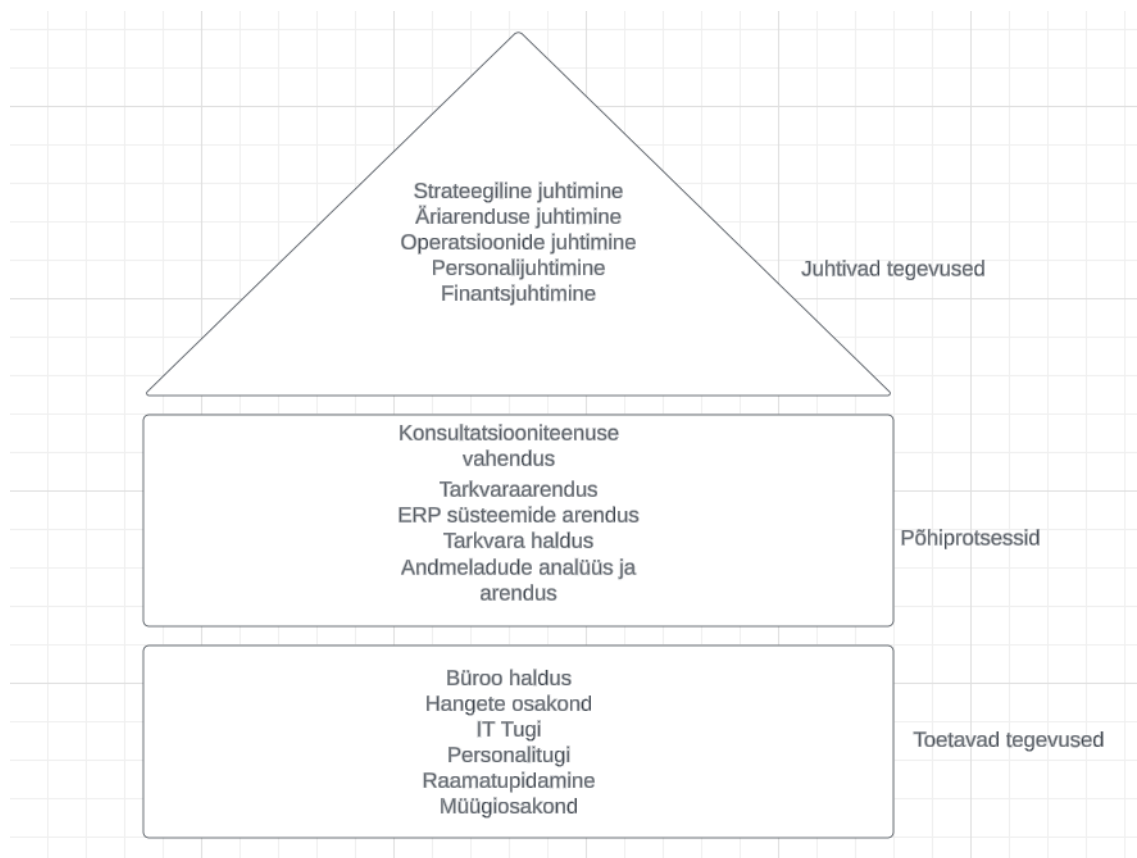 Strateegiline juhtimine
Äriarenduse juhtimine
Operatsioonide juhtimine
Personalijuhtimine
Finantsjuhtimine
Juhtivad tegevused
Konsultatsiooniteenuse
vahendus
Tarkvaraarendus
ERP süsteemide arendus
Tarkvara haldus
Andmeladude analüüs ja
arendus
Põhiprotsessid
Büroo haldus
Hangete osakond
IT Tugi
Personalitugi
Raamatupidamine
Müügiosakond
Toetavad tegevused